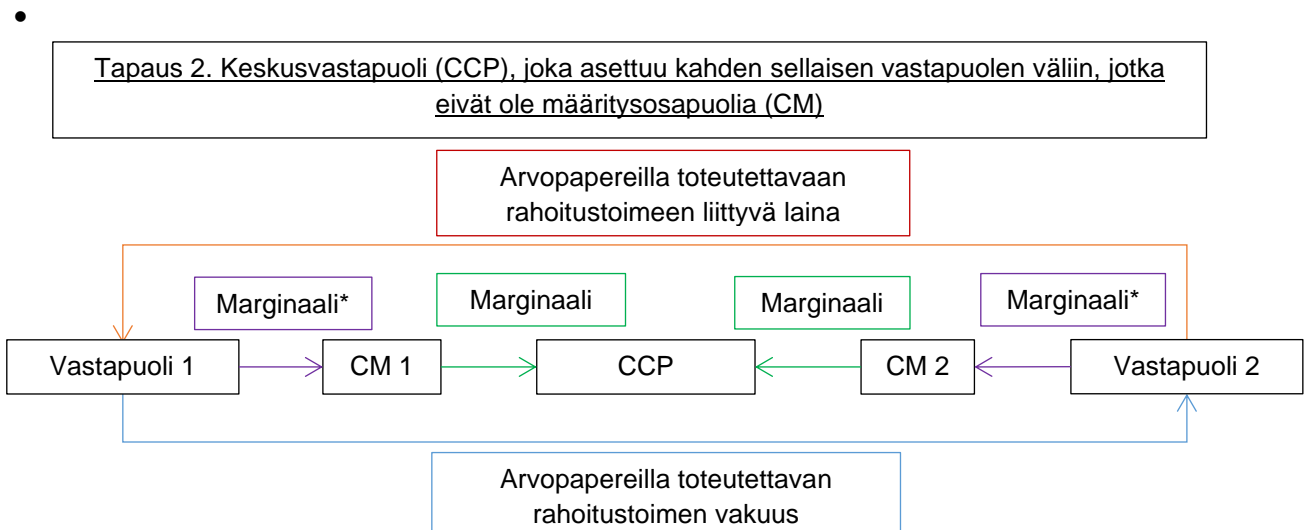 •
Tapaus 2. Keskusvastapuoli (CCP), joka asettuu kahden sellaisen vastapuolen väliin, jotka
eivät ole määritysosapuolia (CM)
Arvopapereilla toteutettavaan
rahoitustoimeen liittyvä laina
Marginaali*
Marginaali
Marginaali
Marginaali*
Vastapuoli 1
CM 1
CCP
CM 2
Vastapuoli 2
Arvopapereilla toteutettavan
rahoitustoimen vakuus